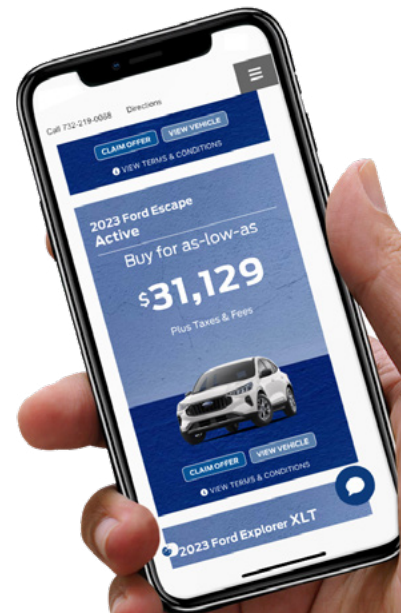 Call 732-219-0088 Directions
CLAIM OFFER VIEW VEHICLE
VIEW TERMS & CONDITIONS
2023 Ford Escape
Active
Buy for as-low-as
$31,129
Plus Taxes & Fees
CLAIM OFFER VIEW VEHICLE
VIEW TERMS & CONDITIONS
2023 Ford Explorer XLT